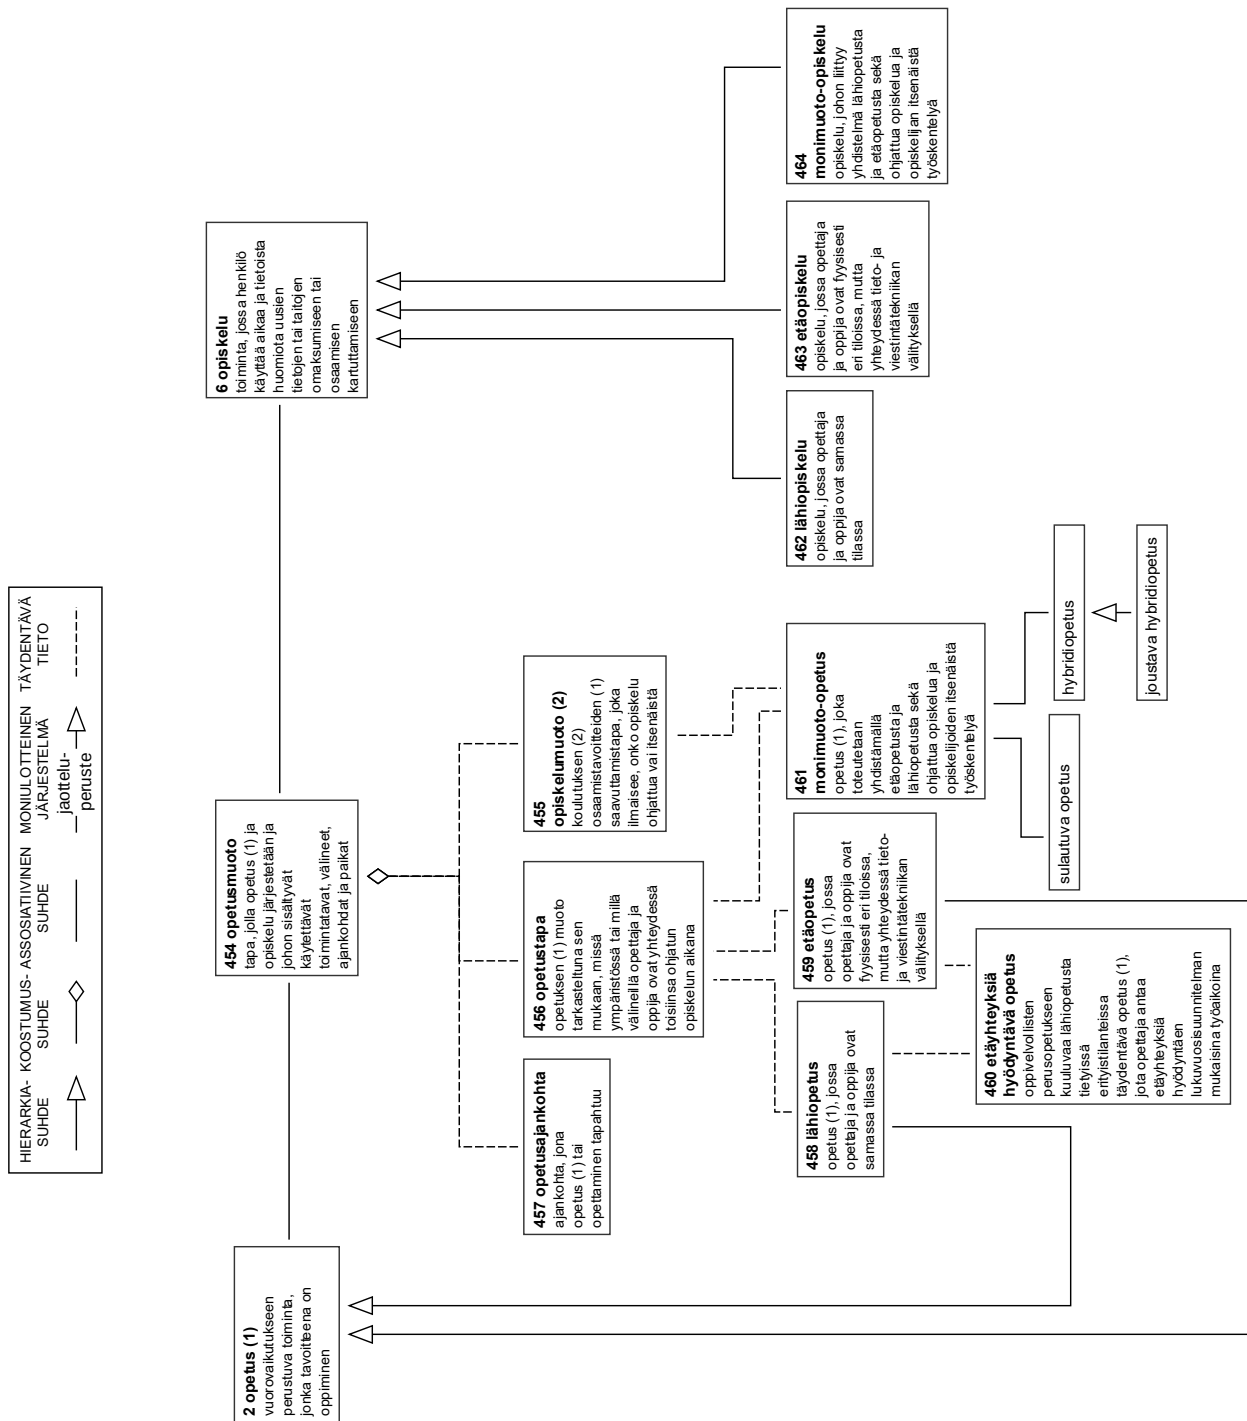 HIERARKIA- KOOSTUMUS- ASSOSIATIIVINEN MONIULOTTEINEN TÄYDENTÄVÄ
SUHDE SUHDE SUHDE JÄRJESTELMÄ TIETO
jaottelu-
peruste
2 opetus (1)
vuorovaikutukseen
perustuva toiminta,
jonka tavoitteena on
oppiminen
454 opetusmuoto
tapa, jolla opetus (1) ja
opiskelu järjestetään ja
johon sisältyvät
käytettävät
toimintatavat, välineet,
ajankohdat ja paikat
6 opiskelu
toiminta, jossa henkilö
käyttää aikaa ja tietoista
huomiota uusien
tietojen tai taitojen
omaksumiseen tai
osaamisen
kartuttamiseen
457 opetusajankohta
ajankohta, jona
opetus (1) tai
opettaminen tapahtuu
456 opetustapa
opetuksen (1) muoto
tarkasteltuna sen
mukaan, missä
ympäristössä tai millä
välineillä opettaja ja
oppija ovat yhteydessä
toisiinsa ohjatun
opiskelun aikana
455
opiskelumuoto (2)
koulutuksen (2)
osaamistavoitteiden (1)
saavuttamistapa, joka
ilmaisee, onko opiskelu
ohjattua vai itsenäistä
458 lähiopetus
opetus (1), jossa
opettaja ja oppija ovat
samassa tilassa
459 etäopetus
opetus (1), jossa
opettaja ja oppija ovat
fyysisesti eri tiloissa,
mutta yhteydessä tieto-
ja viestintätekniikan
välityksellä
461
monimuoto-opetus
opetus (1), joka
toteutetaan
yhdistämällä
etäopetusta ja
lähiopetusta sekä
ohjattua opiskelua ja
opiskelijoiden itsenäistä
työskentelyä
462 lähiopiskelu
opiskelu, jossa opettaja
ja oppija ovat samassa
tilassa
463 etäopiskelu
opiskelu, jossa opettaja
ja oppija ovat fyysisesti
eri tiloissa, mutta
yhteydessä tieto- ja
viestintätekniikan
välityksellä
464
monimuoto-opiskelu
opiskelu, johon liittyy
yhdistelmä lähiopetusta
ja etäopetusta sekä
ohjattua opiskelua ja
opiskelijan itsenäistä
työskentelyä
460 etäyhteyksiä
hyödyntävä opetus
oppivelvollisten
perusopetukseen
kuuluvaa lähiopetusta
tietyissä
erityistilanteissa
täydentävä opetus (1),
jota opettaja antaa
etäyhteyksiä
hyödyntäen
lukuvuosisuunnitelman
mukaisina työaikoina
sulautuva opetus
hybridiopetus
joustava hybridiopetus